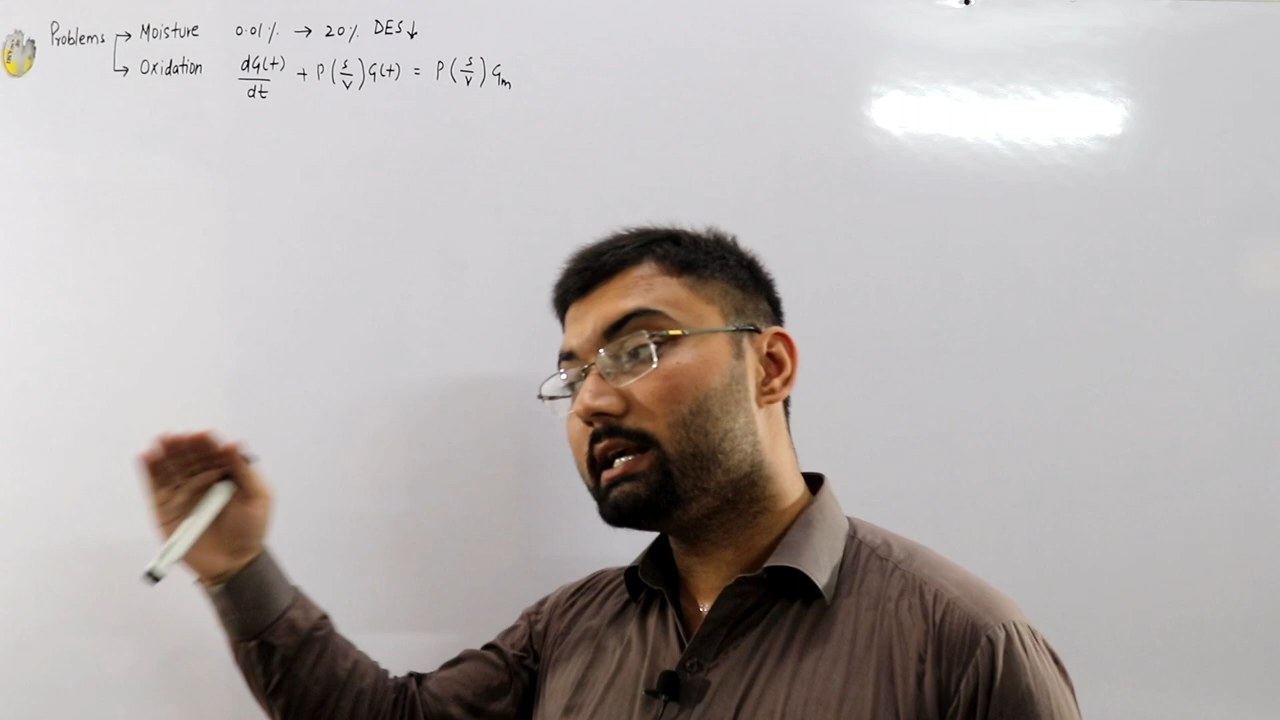 Problems → Moisture 0.01% → 20% DES↓
↳ Oxidation dG(t)/dt + P(s/v)G(t) = P(s/v)Gm